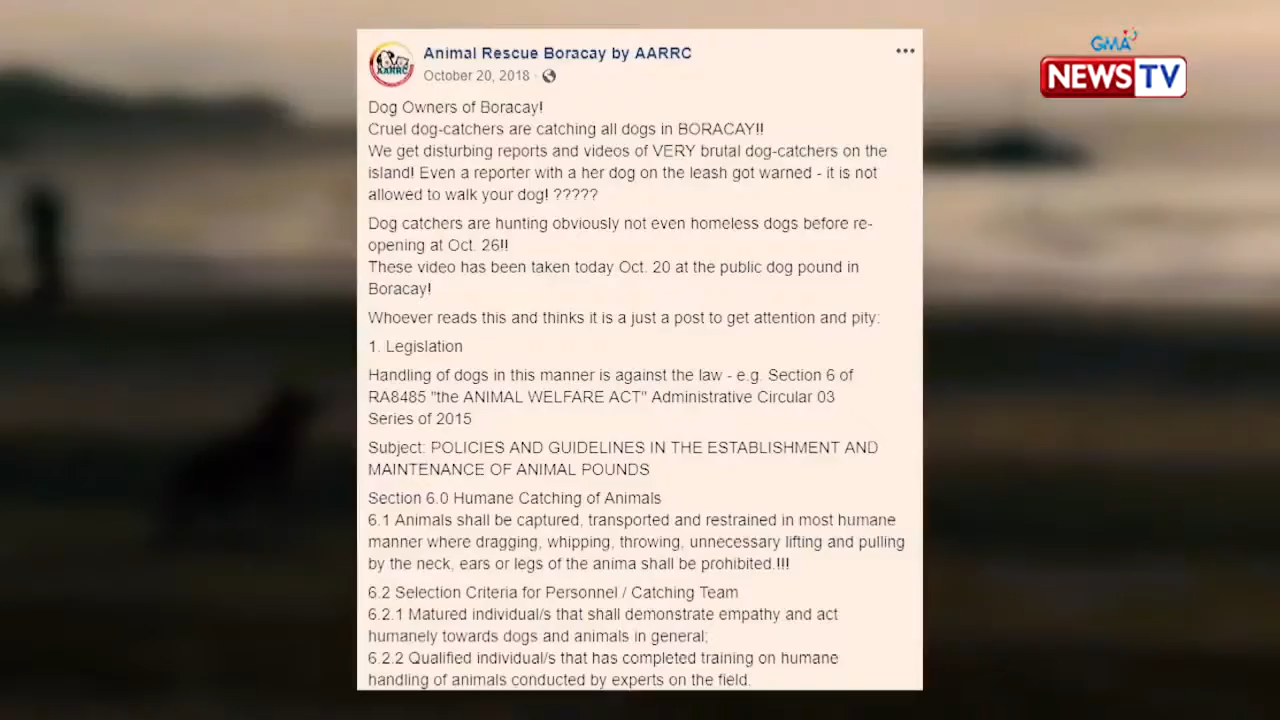 GMA
NEWS TV
AARRC
Animal Rescue Boracay by AARRC
October 20, 2018 ·
Dog Owners of Boracay!
Cruel dog-catchers are catching all dogs in BORACAY!!
We get disturbing reports and videos of VERY brutal dog-catchers on the
island! Even a reporter with a her dog on the leash got warned - it is not
allowed to walk your dog! ?????
Dog catchers are hunting obviously not even homeless dogs before re-
opening at Oct. 26!!
These video has been taken today Oct. 20 at the public dog pound in
Boracay!
Whoever reads this and thinks it is a just a post to get attention and pity:
1. Legislation
Handling of dogs in this manner is against the law - e.g. Section 6 of
RA8485 "the ANIMAL WELFARE ACT" Administrative Circular 03
Series of 2015
Subject: POLICIES AND GUIDELINES IN THE ESTABLISHMENT AND
MAINTENANCE OF ANIMAL POUNDS
Section 6.0 Humane Catching of Animals
6.1 Animals shall be captured, transported and restrained in most humane
manner where dragging, whipping, throwing, unnecessary lifting and pulling
by the neck, ears or legs of the anima shall be prohibited.!!!
6.2 Selection Criteria for Personnel / Catching Team
6.2.1 Matured individual/s that shall demonstrate empathy and act
humanely towards dogs and animals in general;
6.2.2 Qualified individual/s that has completed training on humane
handling of animals conducted by experts on the field.